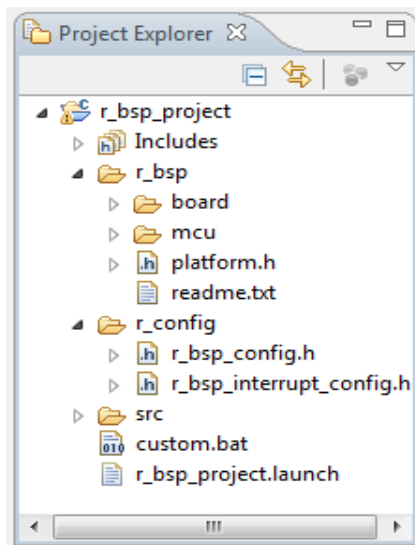 Project Explorer
r_bsp_project
Includes
r_bsp
board
mcu
platform.h
readme.txt
r_config
r_bsp_config.h
r_bsp_interrupt_config.h
src
custom.bat
r_bsp_project.launch